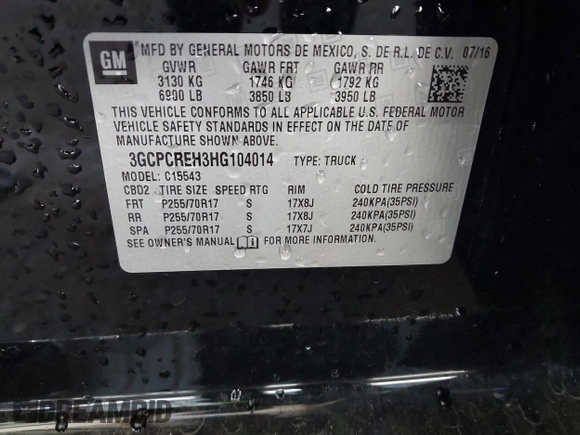 GM
MFD BY GENERAL MOTORS DE MEXICO, S. DE R.L. DE C.V. 07/16
GVWR GAWR FRT GAWR RR
3130 KG 1746 KG 1792 KG
6900 LB 3850 LB 3950 LB
THIS VEHICLE CONFORMS TO ALL APPLICABLE U.S. FEDERAL MOTOR
VEHICLE SAFETY STANDARDS IN EFFECT ON THE DATE OF
MANUFACTURE SHOWN ABOVE.
3GCPCREH3HG104014 TYPE: TRUCK
MODEL: C15543
CBD2 TIRE SIZE SPEED RTG RIM COLD TIRE PRESSURE
FRT P255/70R17 S 17X8J 240KPA(35PSI)
RR P255/70R17 S 17X8J 240KPA(35PSI)
SPA P255/70R17 S 17X7J 240KPA(35PSI)
SEE OWNER'S MANUAL FOR MORE INFORMATION.
DREAMBID